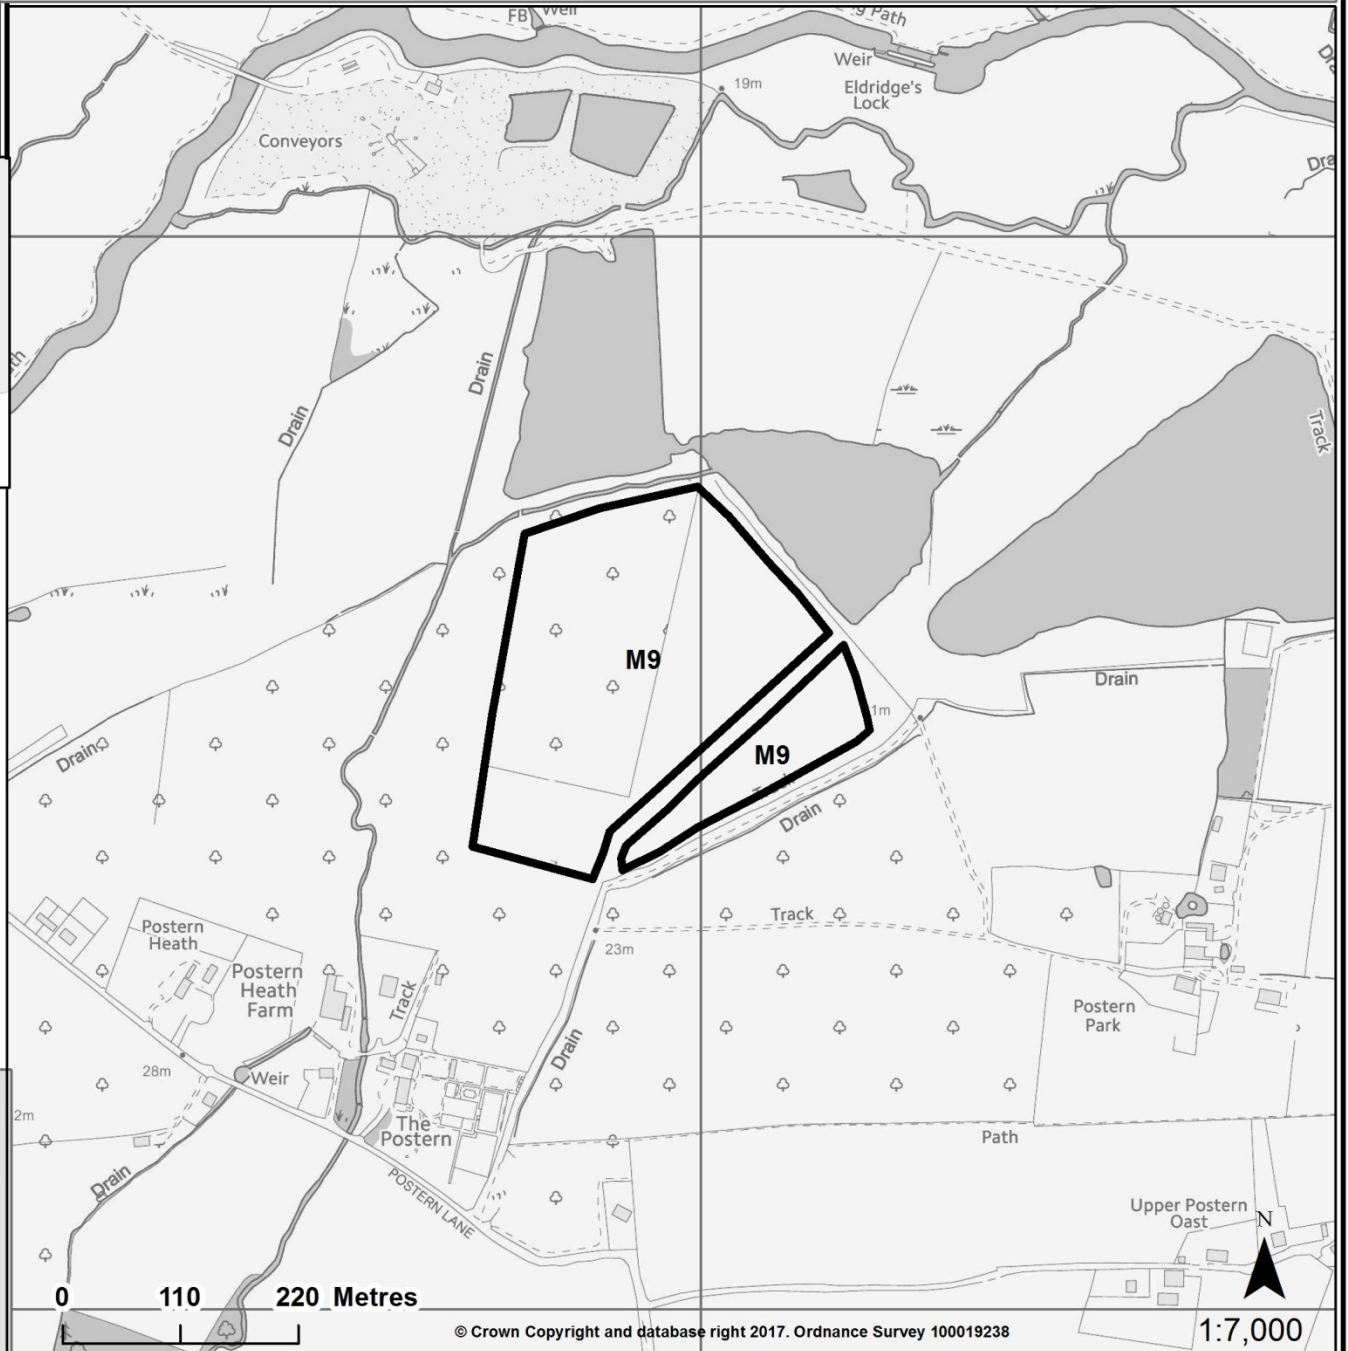 FB
Weir
Path
19m
Weir
Eldridge's
Lock
Conveyors
Drain
Drain
Track
M9
Drain
Drain
M9
1m
Drain
Track
23m
Postern
Heath
Postern
Heath
Farm
Track
Postern
Park
Drain
28m
Weir
2m
The
Postern
Path
Drain
POSTERN LANE
Upper Postern
Oast
N
0 110 220 Metres
© Crown Copyright and database right 2017. Ordnance Survey 100019238
1:7,000